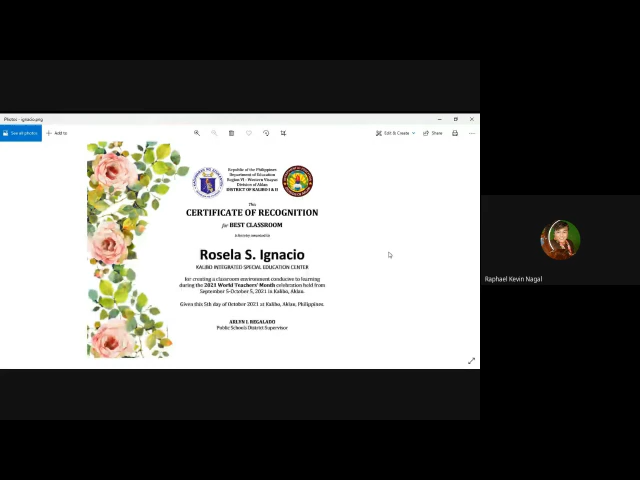 Photos - ignacio.png
See all photos
Add to
Edit & Create
Share
Republic of the Philippines
Department of Education
Region VI - Western Visayas
Division of Aklan
DISTRICT OF KALIBO I & II
This
CERTIFICATE OF RECOGNITION
for BEST CLASSROOM
is hereby awarded to
Rosela S. Ignacio
KALIBO INTEGRATED SPECIAL EDUCATION CENTER
for creating a classroom environment conducive to learning
during the 2021 World Teachers' Month celebration held from
September 5-October 5, 2021 in Kalibo, Aklan.
Given this 5th day of October 2021 at Kalibo, Aklan, Philippines.
ARLYN I. REGALADO
Public Schools District Supervisor
Raphael Kevin Nagal